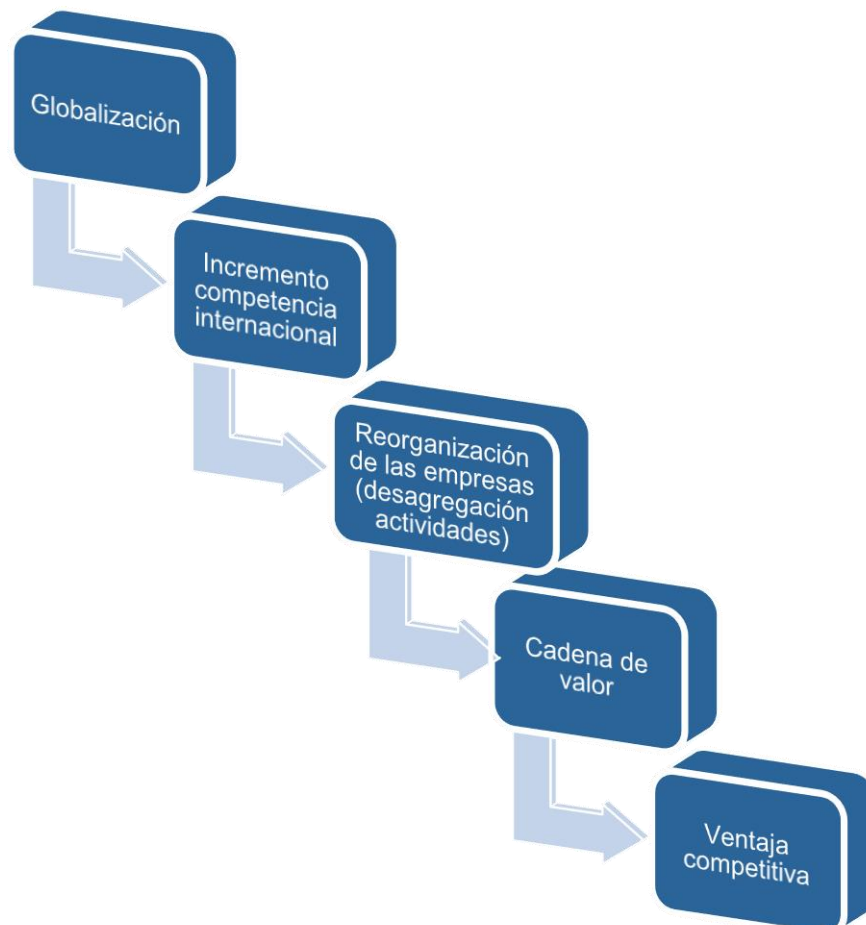 Globalización
Incremento
competencia
internacional
Reorganización
de las empresas
(desagregación
actividades)
Cadena de
valor
Ventaja
competitiva